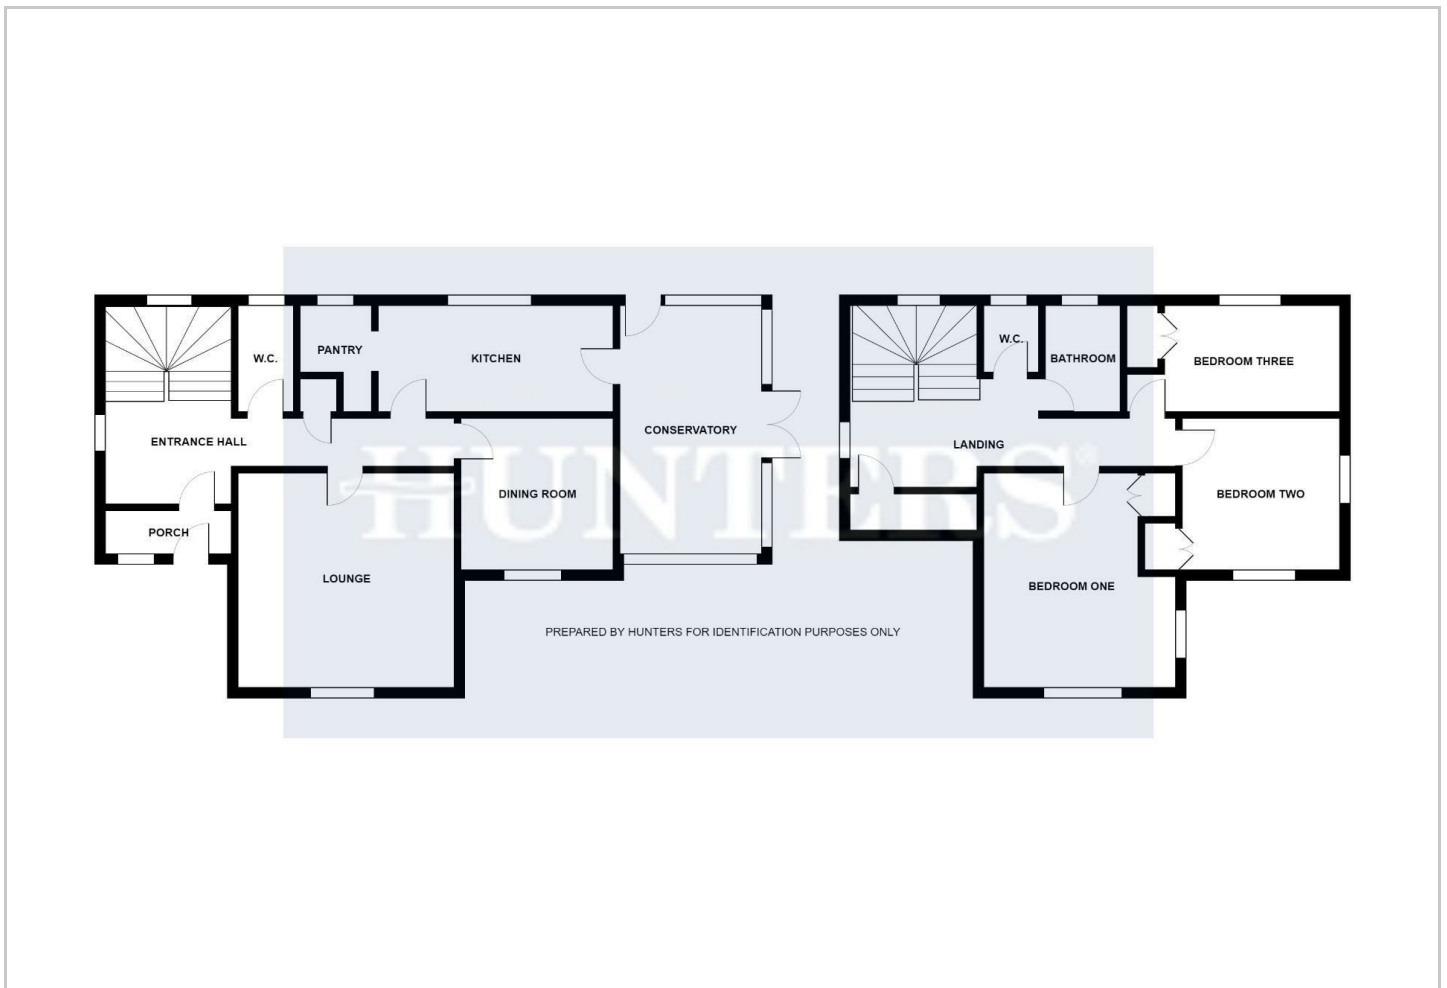 W.C.
PANTRY
KITCHEN
ENTRANCE HALL
CONSERVATORY
DINING ROOM
PORCH
LOUNGE
W.C.
BATHROOM
BEDROOM THREE
LANDING
BEDROOM TWO
BEDROOM ONE
HUNTERS®
PREPARED BY HUNTERS FOR IDENTIFICATION PURPOSES ONLY